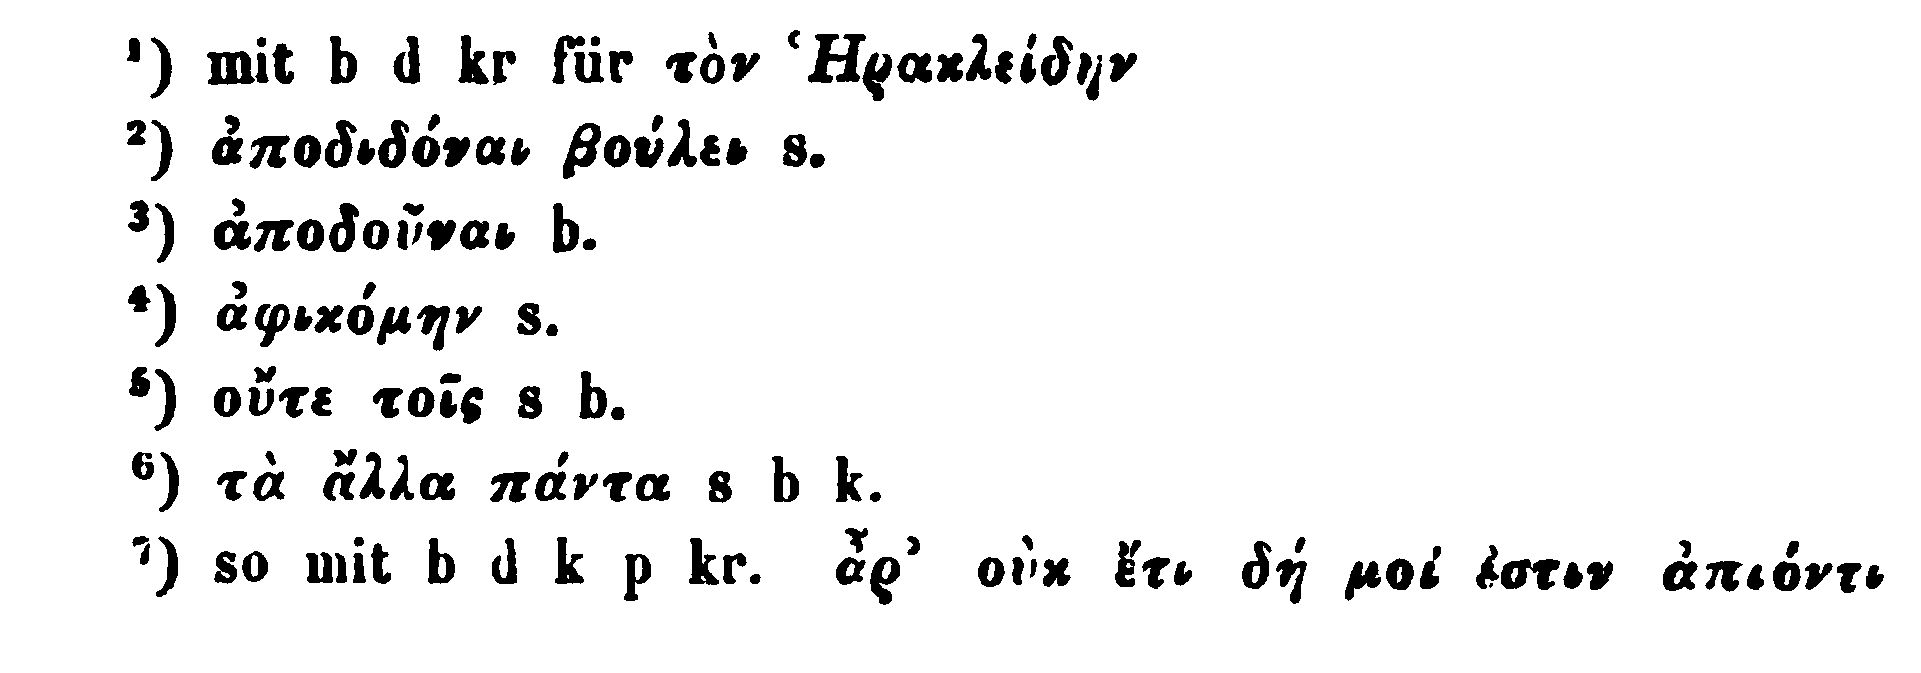 ¹) mit b d kr für τὸν Ἡρακλείδην
²) ἀποδιδόναι βούλει s.
³) ἀποδοῦναι b.
⁴) ἀφικόμην s.
⁵) οὔτε τοῖς s b.
⁶) τὰ ἄλλα πάντα s b k.
⁷) so mit b d k p kr. ἆρ᾽ οὐκ ἔτι δή μοί ἐστιν ἀπιόντι